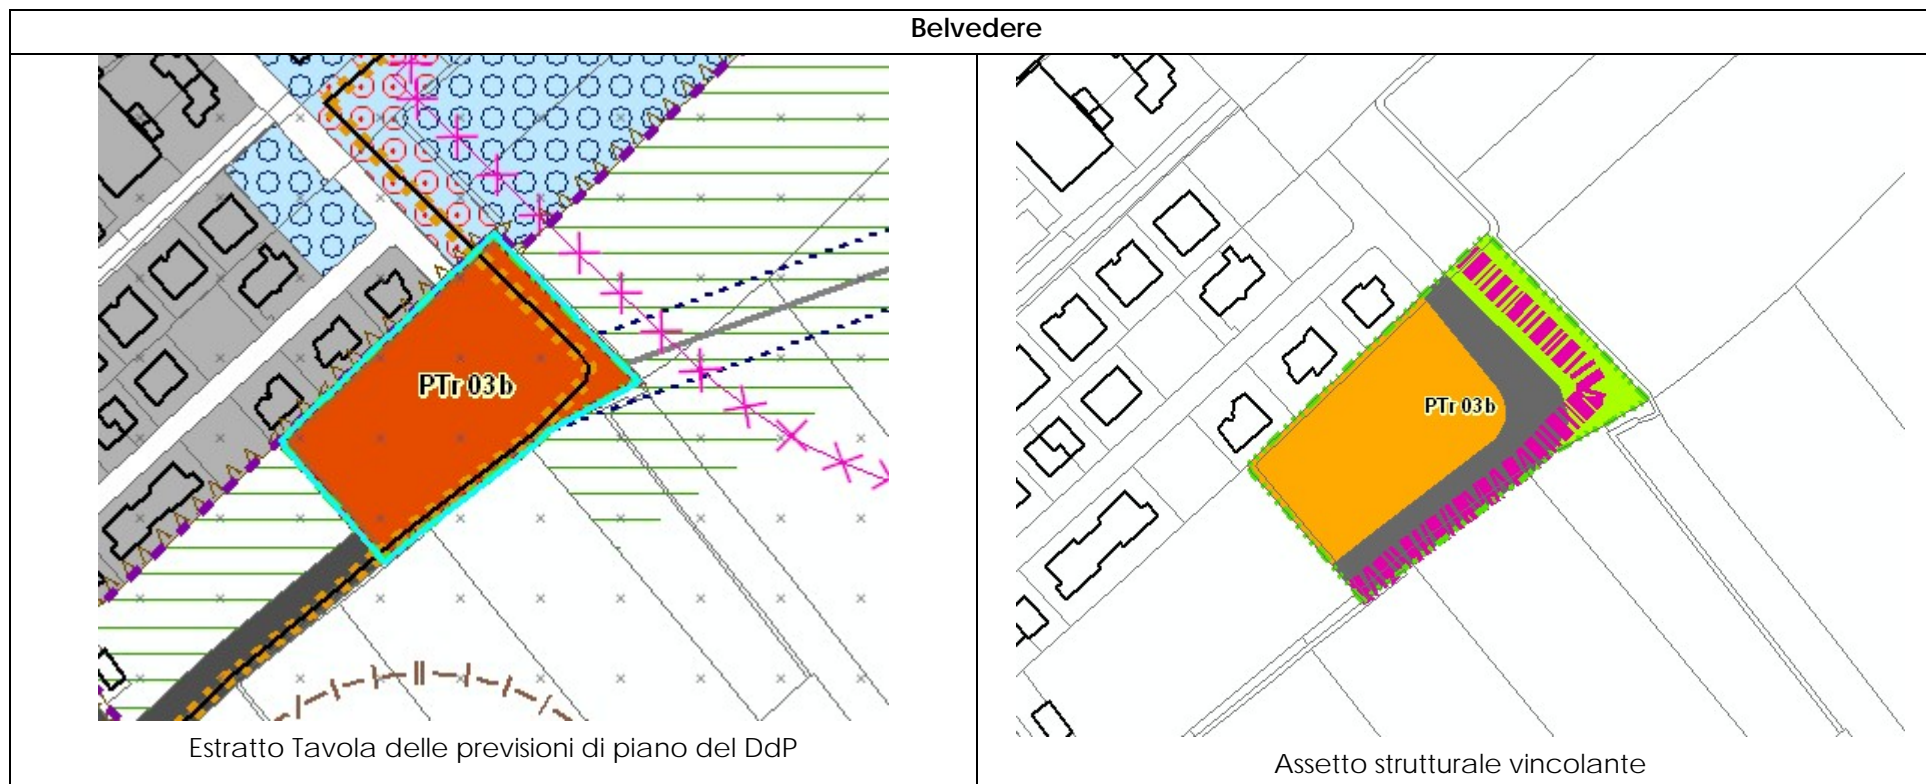 Belvedere
PTr 03b
Estratto Tavola delle previsioni di piano del DdP
PTr 03b
Assetto strutturale vincolante